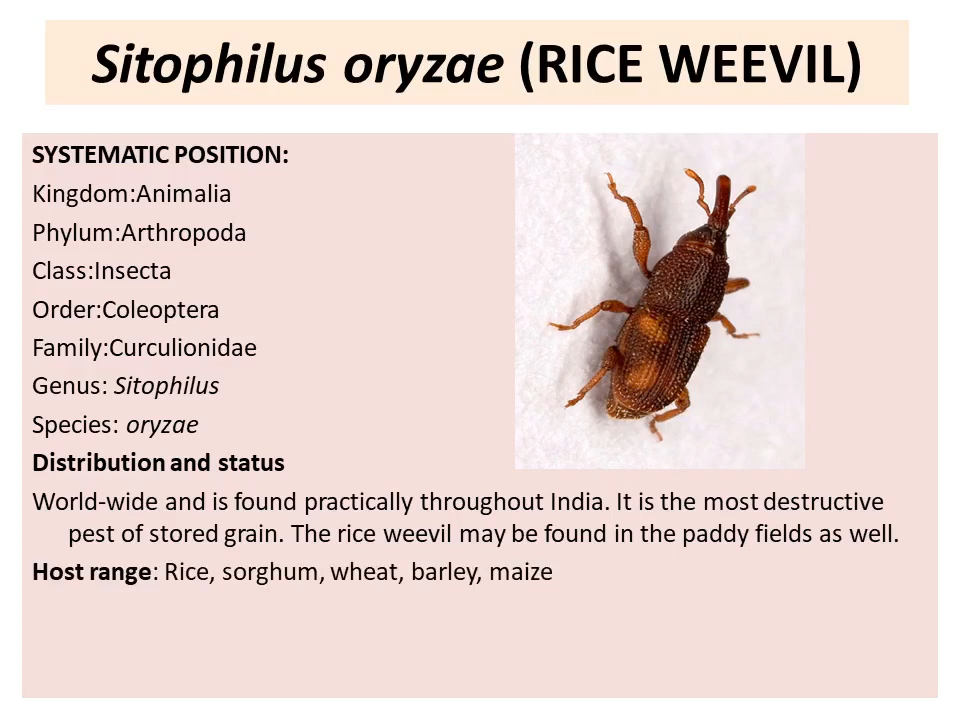 Sitophilus oryzae (RICE WEEVIL)
SYSTEMATIC POSITION:
Kingdom:Animalia
Phylum:Arthropoda
Class:Insecta
Order:Coleoptera
Family:Curculionidae
Genus: Sitophilus
Species: oryzae
Distribution and status
World-wide and is found practically throughout India. It is the most destructive
pest of stored grain. The rice weevil may be found in the paddy fields as well.
Host range: Rice, sorghum, wheat, barley, maize